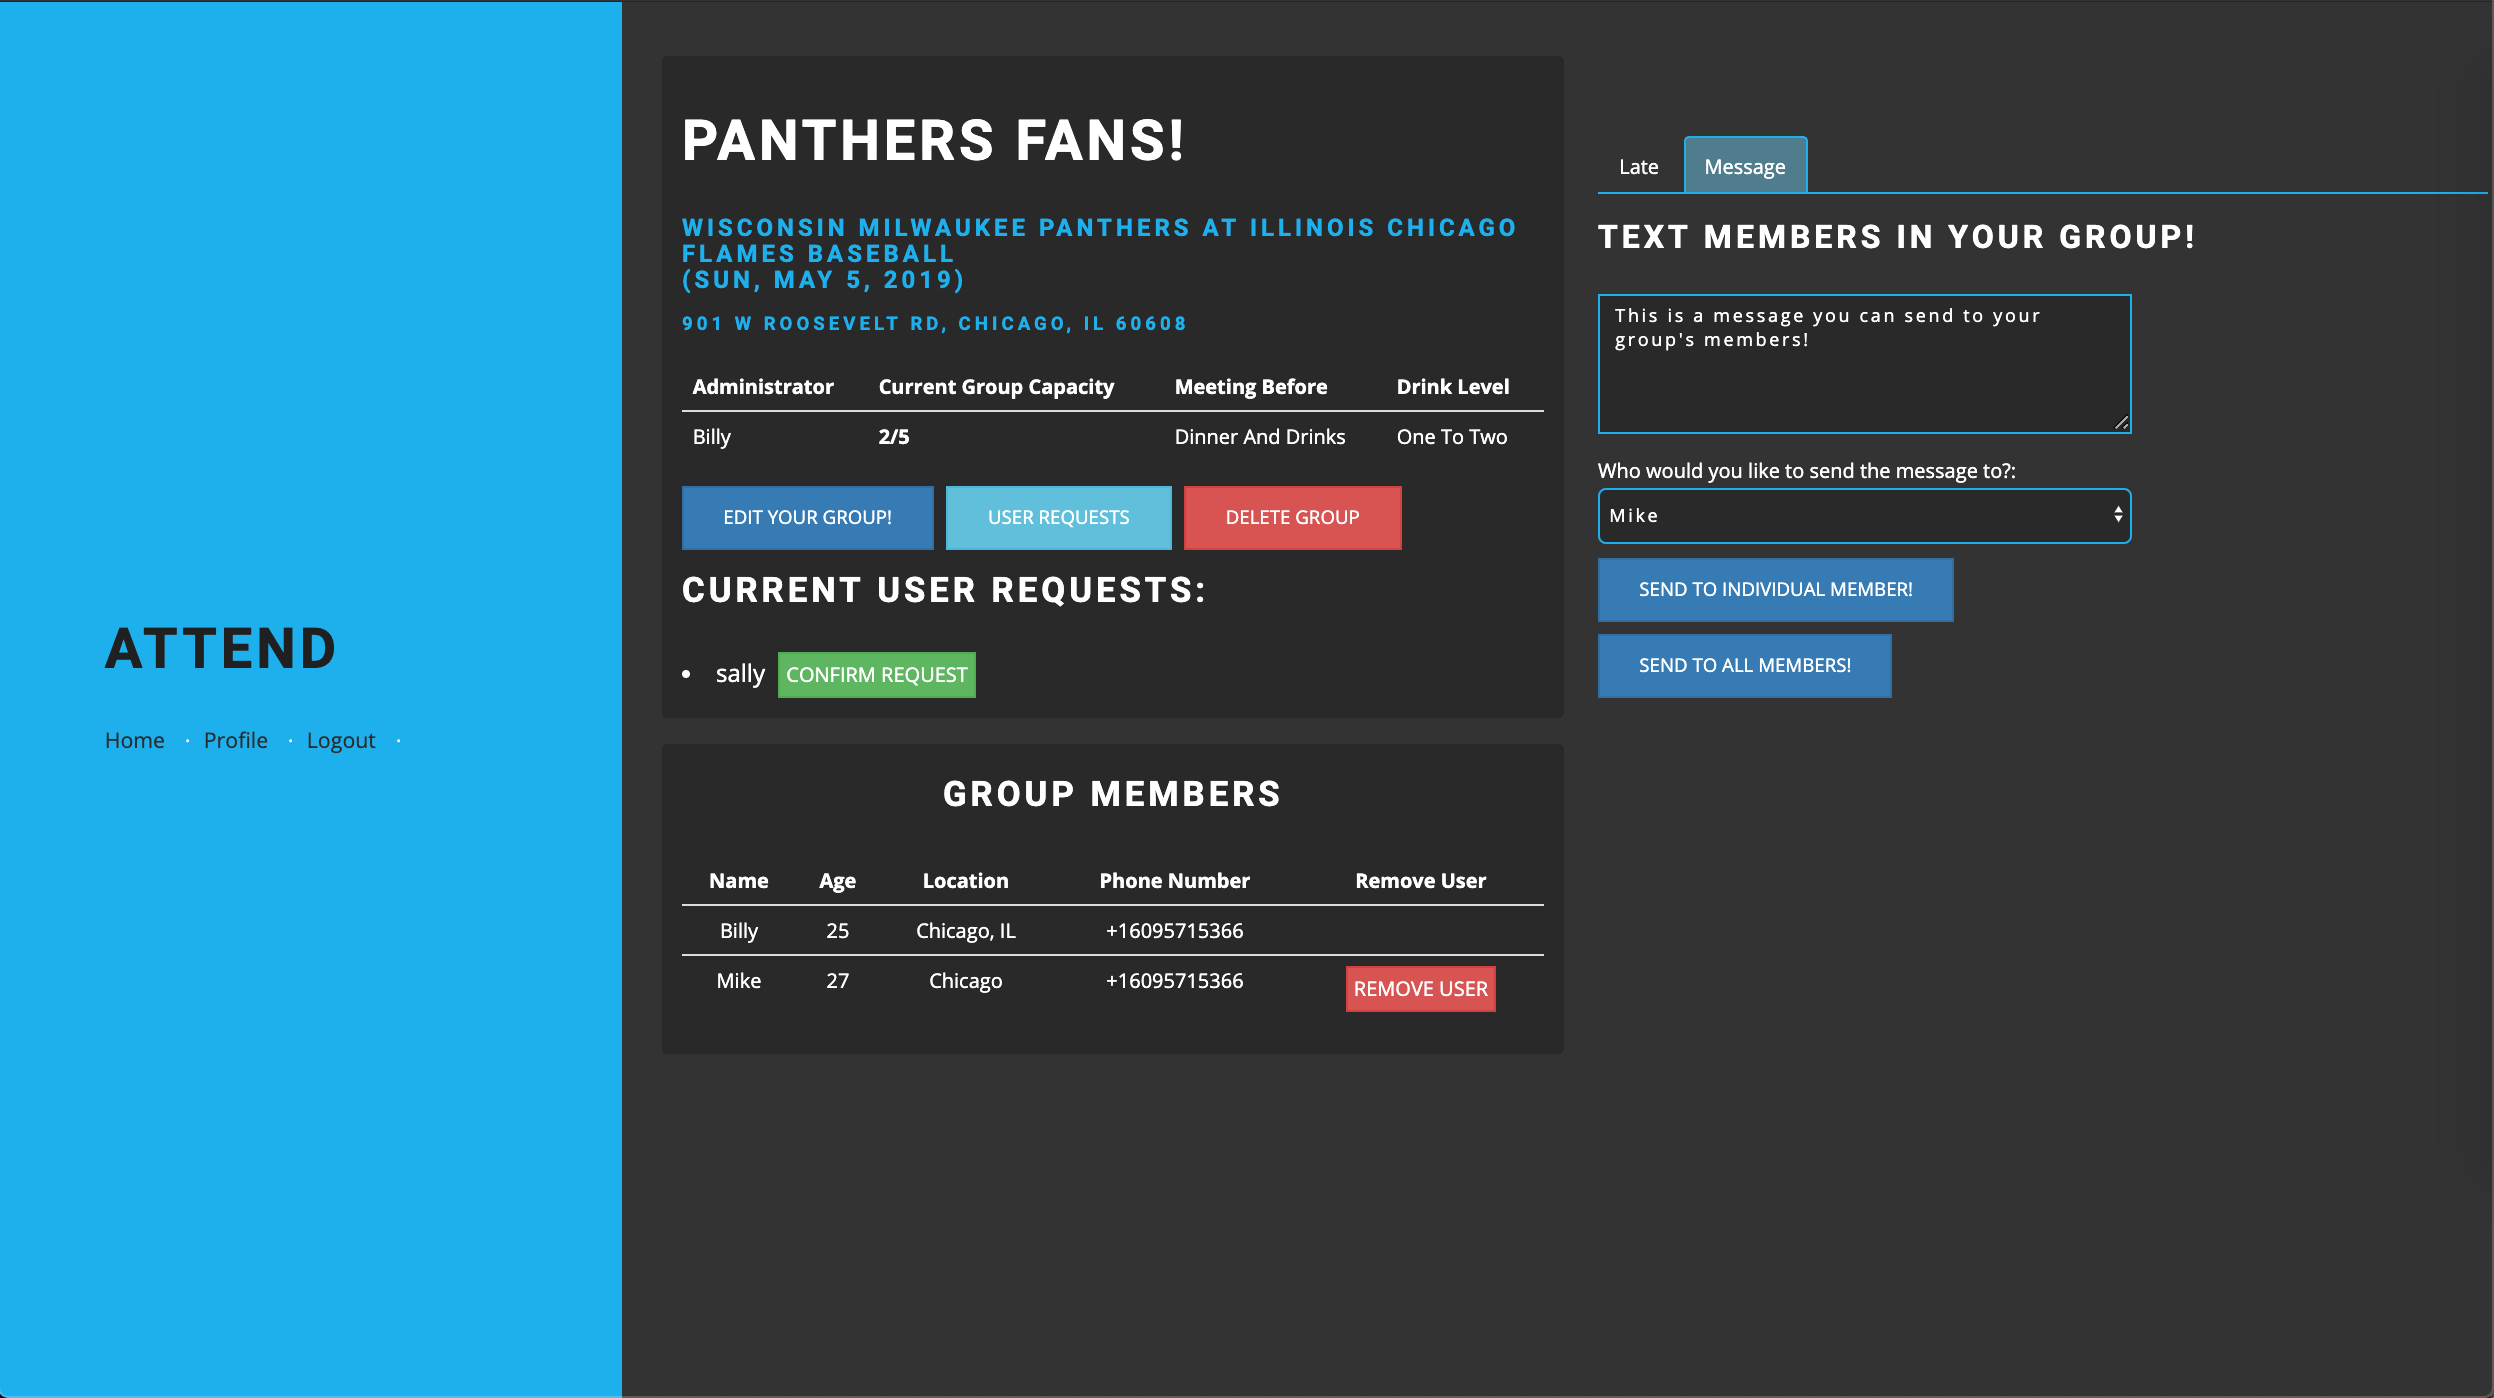 ATTEND
Home · Profile · Logout ·
PANTHERS FANS!
WISCONSIN MILWAUKEE PANTHERS AT ILLINOIS CHICAGO
FLAMES BASEBALL
(SUN, MAY 5, 2019)
901 W ROOSEVELT RD, CHICAGO, IL 60608
Administrator Current Group Capacity Meeting Before Drink Level
Billy 2/5 Dinner And Drinks One To Two
EDIT YOUR GROUP! USER REQUESTS DELETE GROUP
CURRENT USER REQUESTS:
• sally CONFIRM REQUEST
GROUP MEMBERS
Name Age Location Phone Number Remove User
Billy 25 Chicago, IL +16095715366
Mike 27 Chicago +16095715366 REMOVE USER
Late Message
TEXT MEMBERS IN YOUR GROUP!
This is a message you can send to your
group's members!
Who would you like to send the message to?:
Mike
SEND TO INDIVIDUAL MEMBER!
SEND TO ALL MEMBERS!